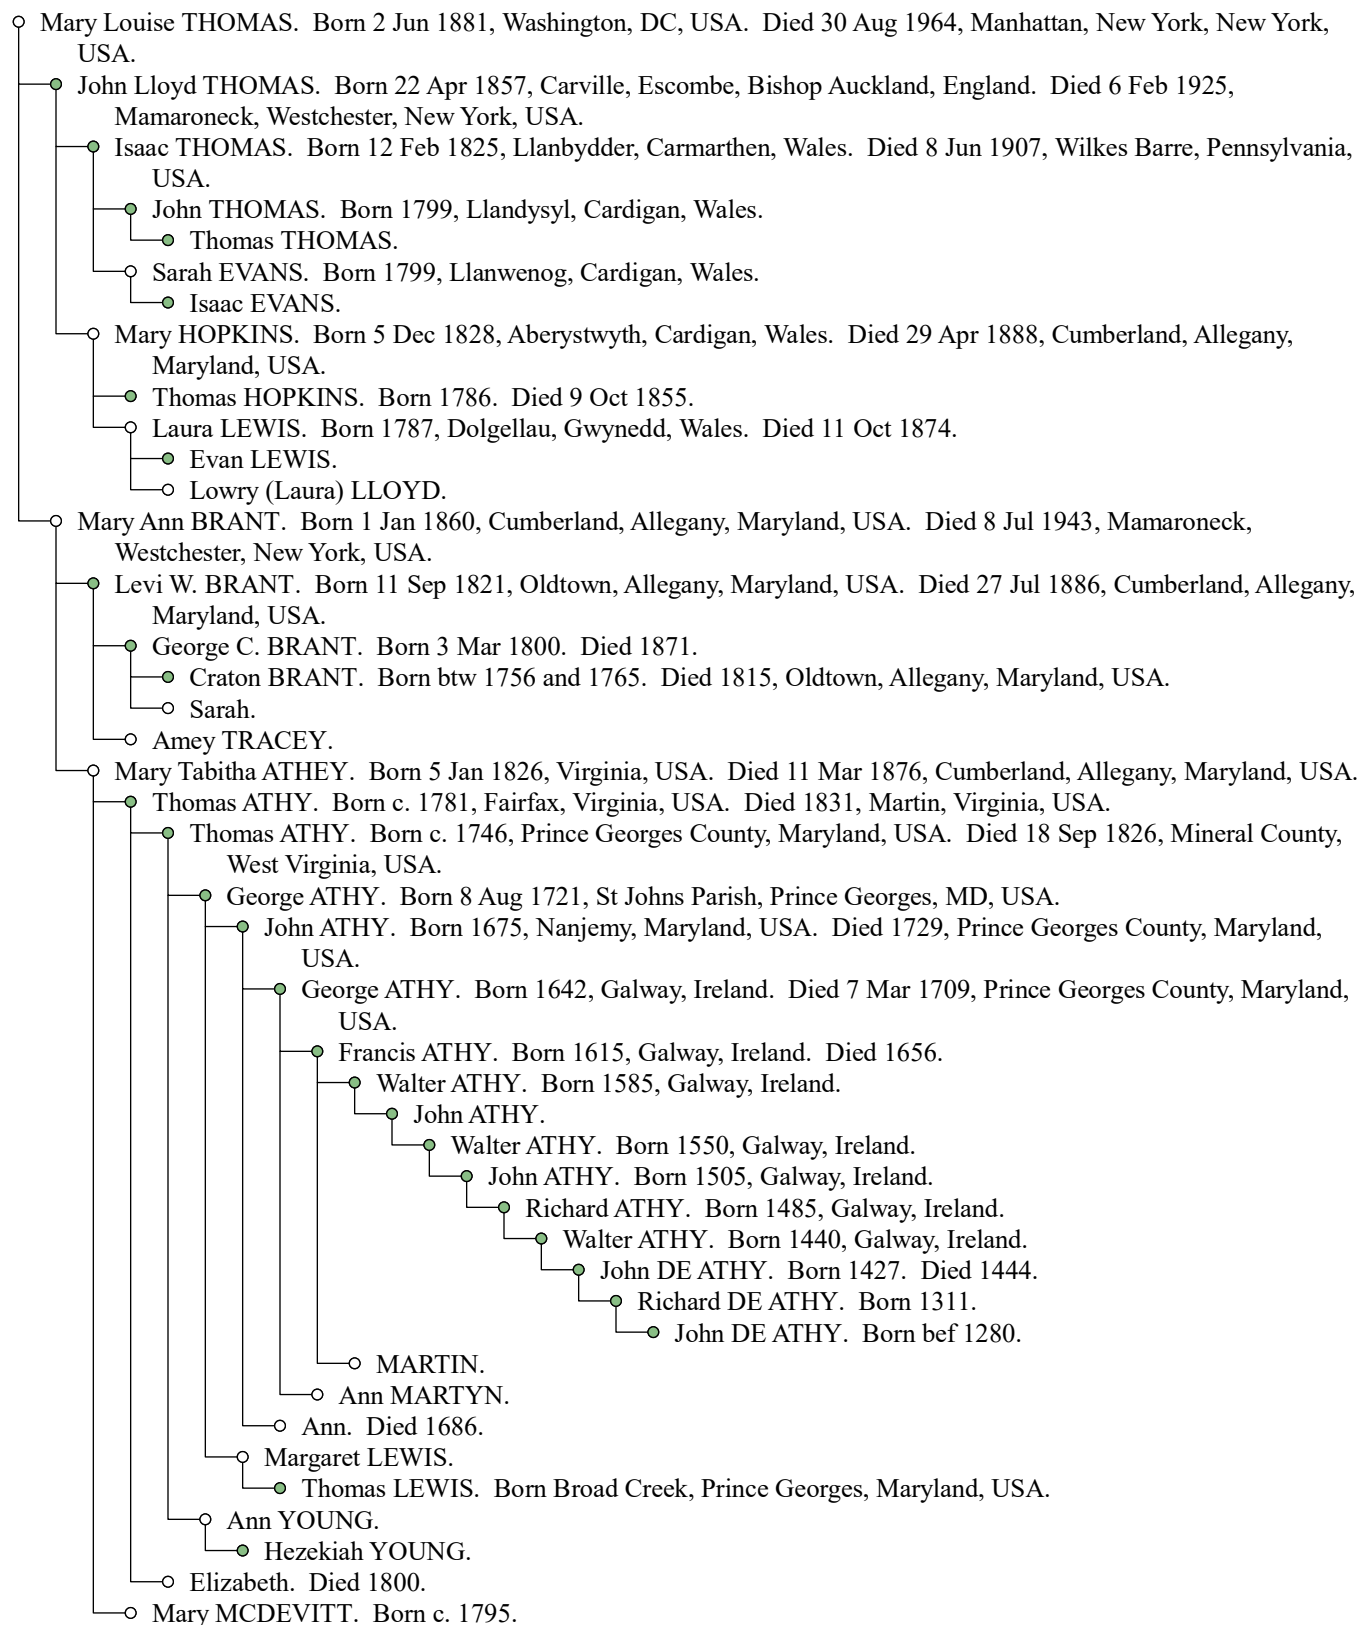 Mary Louise THOMAS.  Born 2 Jun 1881, Washington, DC, USA.  Died 30 Aug 1964, Manhattan, New York, New York,
USA.
John Lloyd THOMAS.  Born 22 Apr 1857, Carville, Escombe, Bishop Auckland, England.  Died 6 Feb 1925,
Mamaroneck, Westchester, New York, USA.
Isaac THOMAS.  Born 12 Feb 1825, Llanbydder, Carmarthen, Wales.  Died 8 Jun 1907, Wilkes Barre, Pennsylvania,
USA.
John THOMAS.  Born 1799, Llandysyl, Cardigan, Wales.
Thomas THOMAS.
Sarah EVANS.  Born 1799, Llanwenog, Cardigan, Wales.
Isaac EVANS.
Mary HOPKINS.  Born 5 Dec 1828, Aberystwyth, Cardigan, Wales.  Died 29 Apr 1888, Cumberland, Allegany,
Maryland, USA.
Thomas HOPKINS.  Born 1786.  Died 9 Oct 1855.
Laura LEWIS.  Born 1787, Dolgellau, Gwynedd, Wales.  Died 11 Oct 1874.
Evan LEWIS.
Lowry (Laura) LLOYD.
Mary Ann BRANT.  Born 1 Jan 1860, Cumberland, Allegany, Maryland, USA.  Died 8 Jul 1943, Mamaroneck,
Westchester, New York, USA.
Levi W. BRANT.  Born 11 Sep 1821, Oldtown, Allegany, Maryland, USA.  Died 27 Jul 1886, Cumberland, Allegany,
Maryland, USA.
George C. BRANT.  Born 3 Mar 1800.  Died 1871.
Craton BRANT.  Born btw 1756 and 1765.  Died 1815, Oldtown, Allegany, Maryland, USA.
Sarah.
Amey TRACEY.
Mary Tabitha ATHEY.  Born 5 Jan 1826, Virginia, USA.  Died 11 Mar 1876, Cumberland, Allegany, Maryland, USA.
Thomas ATHY.  Born c. 1781, Fairfax, Virginia, USA.  Died 1831, Martin, Virginia, USA.
Thomas ATHY.  Born c. 1746, Prince Georges County, Maryland, USA.  Died 18 Sep 1826, Mineral County,
West Virginia, USA.
George ATHY.  Born 8 Aug 1721, St Johns Parish, Prince Georges, MD, USA.
John ATHY.  Born 1675, Nanjemy, Maryland, USA.  Died 1729, Prince Georges County, Maryland,
USA.
George ATHY.  Born 1642, Galway, Ireland.  Died 7 Mar 1709, Prince Georges County, Maryland,
USA.
Francis ATHY.  Born 1615, Galway, Ireland.  Died 1656.
Walter ATHY.  Born 1585, Galway, Ireland.
John ATHY.
Walter ATHY.  Born 1550, Galway, Ireland.
John ATHY.  Born 1505, Galway, Ireland.
Richard ATHY.  Born 1485, Galway, Ireland.
Walter ATHY.  Born 1440, Galway, Ireland.
John DE ATHY.  Born 1427.  Died 1444.
Richard DE ATHY.  Born 1311.
John DE ATHY.  Born bef 1280.
MARTIN.
Ann MARTYN.
Ann.  Died 1686.
Margaret LEWIS.
Thomas LEWIS.  Born Broad Creek, Prince Georges, Maryland, USA.
Ann YOUNG.
Hezekiah YOUNG.
Elizabeth.  Died 1800.
Mary MCDEVITT.  Born c. 1795.